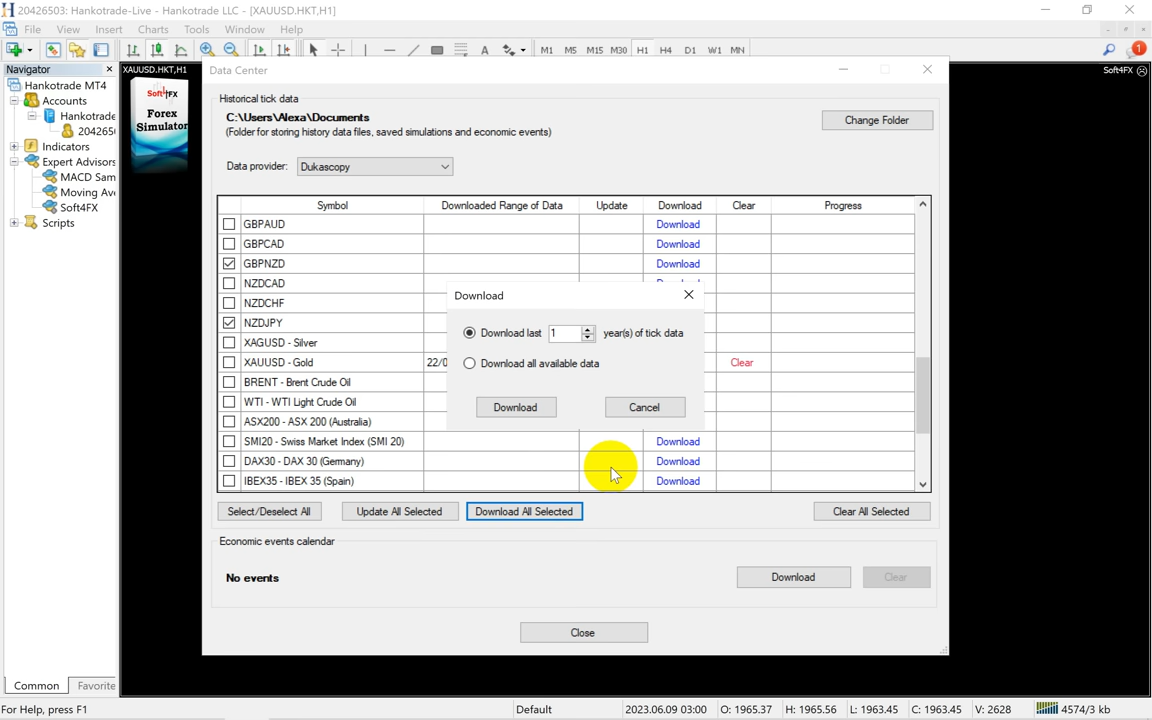 20426503: Hankotrade-Live - Hankotrade LLC - [XAUUSD.HKT,H1]
File View Insert Charts Tools Window Help
M1 M5 M15 M30 H1 H4 D1 W1 MN 1
Navigator
XAUUSD.HKT,H1
Soft4FX
Hankotrade MT4
Accounts
Hankotrade
204265
Indicators
Expert Advisors
MACD Sam
Moving Av
Soft4FX
Scripts
Soft4FX
Forex
Simulator
Data Center
Historical tick data
C:\Users\Alexa\Documents
(Folder for storing history data files, saved simulations and economic events)
Change Folder
Data provider: Dukascopy
Symbol Downloaded Range of Data Update Download Clear Progress
GBPAUD Download
GBPCAD Download
GBPNZD Download
NZDCAD
NZDCHF
NZDJPY
XAGUSD - Silver
XAUUSD - Gold 22/0 Clear
BRENT - Brent Crude Oil
WTI - WTI Light Crude Oil
ASX200 - ASX 200 (Australia)
SMI20 - Swiss Market Index (SMI 20) Download
DAX30 - DAX 30 (Germany) Download
IBEX35 - IBEX 35 (Spain) Download
Download
Download last 1 year(s) of tick data
Download all available data
Download Cancel
Select/Deselect All Update All Selected Download All Selected Clear All Selected
Economic events calendar
No events
Download Clear
Close
Common Favorite
For Help, press F1 Default 2023.06.09 03:00 O: 1965.37 H: 1965.56 L: 1963.45 C: 1963.45 V: 2628 4574/3 kb